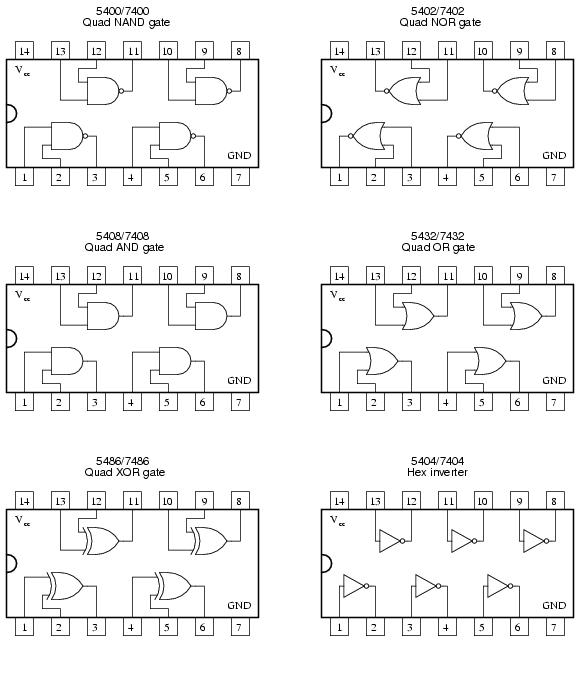 5400/7400
Quad NAND gate
14 13 12 11 10 9 8
Vcc
GND
1 2 3 4 5 6 7
5402/7402
Quad NOR gate
14 13 12 11 10 9 8
Vcc
GND
1 2 3 4 5 6 7
5408/7408
Quad AND gate
14 13 12 11 10 9 8
Vcc
GND
1 2 3 4 5 6 7
5432/7432
Quad OR gate
14 13 12 11 10 9 8
Vcc
GND
1 2 3 4 5 6 7
5486/7486
Quad XOR gate
14 13 12 11 10 9 8
Vcc
GND
1 2 3 4 5 6 7
5404/7404
Hex inverter
14 13 12 11 10 9 8
Vcc
GND
1 2 3 4 5 6 7